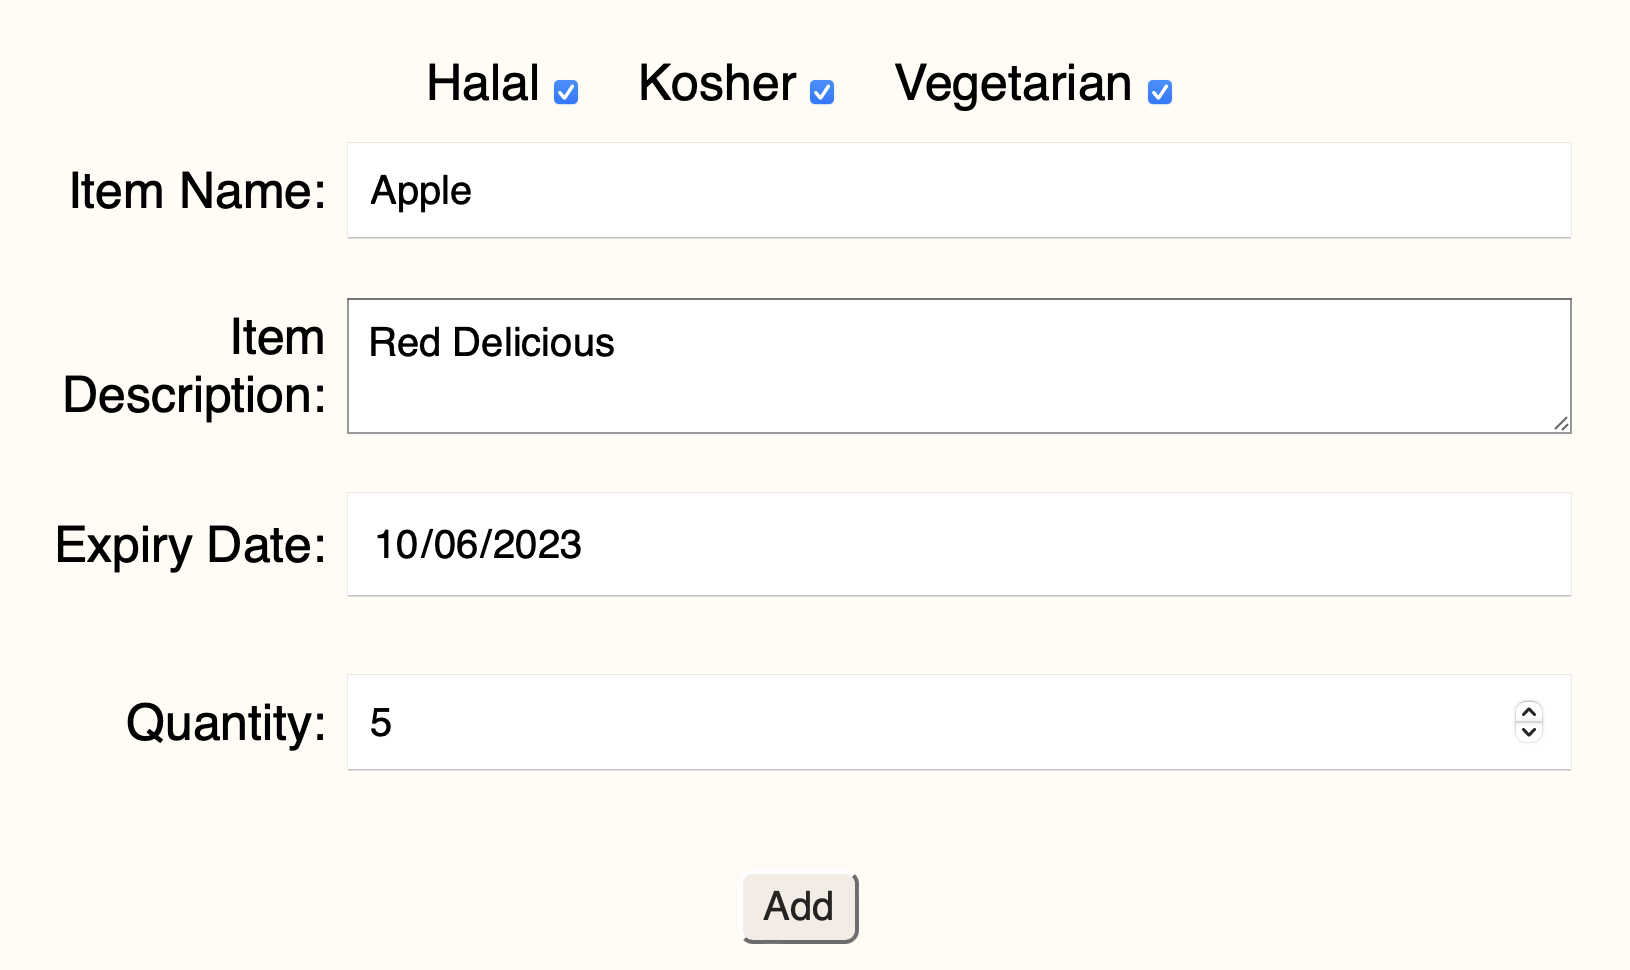 Halal Kosher Vegetarian
Item Name: Apple
Item
Description:
Red Delicious
Expiry Date: 10/06/2023
Quantity: 5
Add